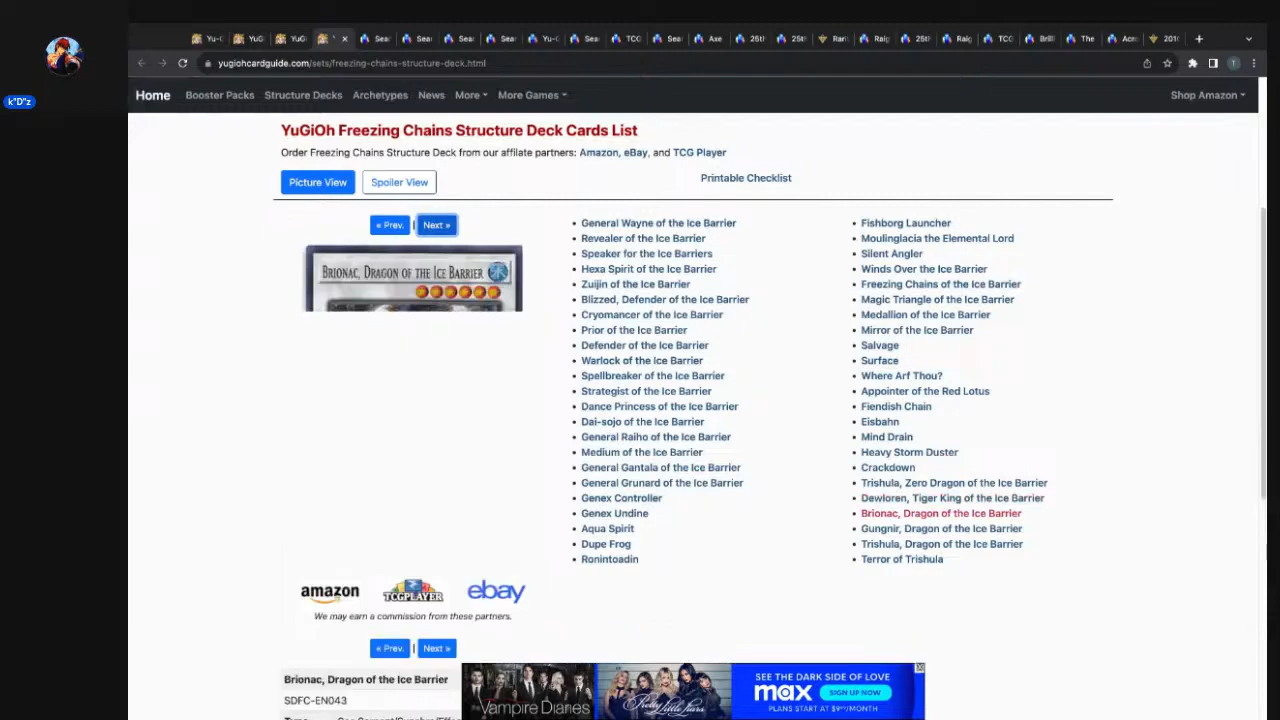 k"D"z
yugiohcardguide.com/sets/freezing-chains-structure-deck.html
Home Booster Packs Structure Decks Archetypes News More More Games Shop Amazon
YuGiOh Freezing Chains Structure Deck Cards List
Order Freezing Chains Structure Deck from our affilate partners: Amazon, eBay, and TCG Player
Picture View Spoiler View Printable Checklist
« Prev. | Next »
BRIONAC, DRAGON OF THE ICE BARRIER
General Wayne of the Ice Barrier
Revealer of the Ice Barrier
Speaker for the Ice Barriers
Hexa Spirit of the Ice Barrier
Zuijin of the Ice Barrier
Blizzed, Defender of the Ice Barrier
Cryomancer of the Ice Barrier
Prior of the Ice Barrier
Defender of the Ice Barrier
Warlock of the Ice Barrier
Spellbreaker of the Ice Barrier
Strategist of the Ice Barrier
Dance Princess of the Ice Barrier
Dai-sojo of the Ice Barrier
General Raiho of the Ice Barrier
Medium of the Ice Barrier
General Gantala of the Ice Barrier
General Grunard of the Ice Barrier
Genex Controller
Genex Undine
Aqua Spirit
Dupe Frog
Ronintoadin
Fishborg Launcher
Moulinglacia the Elemental Lord
Silent Angler
Winds Over the Ice Barrier
Freezing Chains of the Ice Barrier
Magic Triangle of the Ice Barrier
Medallion of the Ice Barrier
Mirror of the Ice Barrier
Salvage
Surface
Where Arf Thou?
Appointer of the Red Lotus
Fiendish Chain
Eisbahn
Mind Drain
Heavy Storm Duster
Crackdown
Trishula, Zero Dragon of the Ice Barrier
Dewloren, Tiger King of the Ice Barrier
Brionac, Dragon of the Ice Barrier
Gungnir, Dragon of the Ice Barrier
Trishula, Dragon of the Ice Barrier
Terror of Trishula
amazon TCGPLAYER ebay
We may earn a commission from these partners.
« Prev. | Next »
Brionac, Dragon of the Ice Barrier
SDFC-EN043
Vampire Diaries
Pretty Little Liars
SEE THE DARK SIDE OF LOVE
max SIGN UP NOW
PLANS START AT $9.99/MONTH